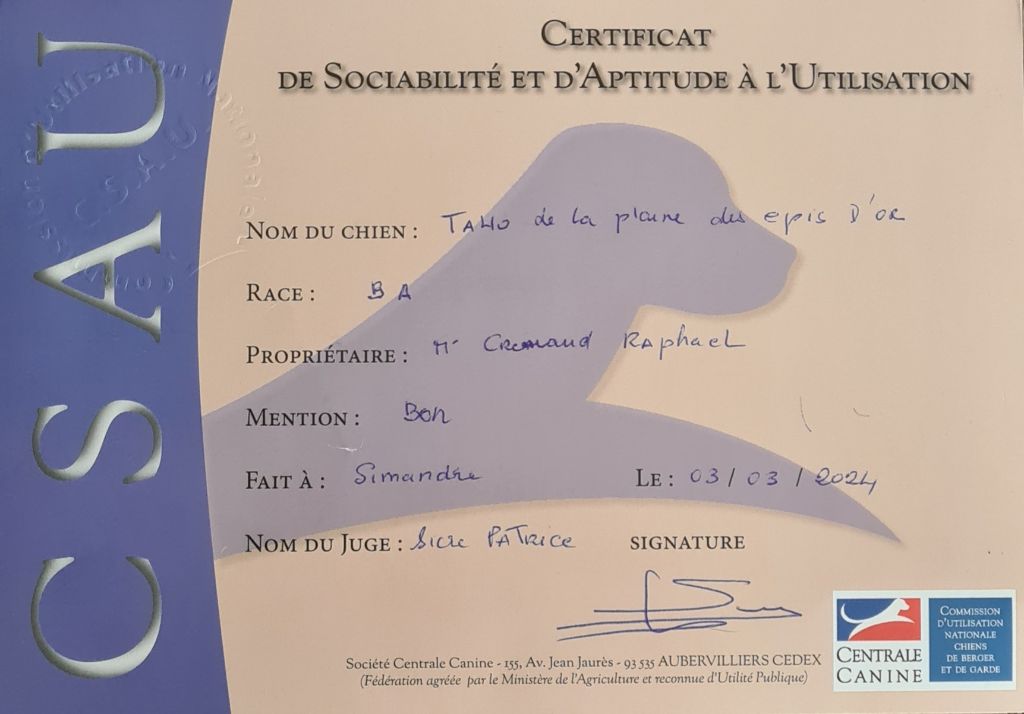 CSAU
CERTIFICAT
DE SOCIABILITÉ ET D'APTITUDE À L'UTILISATION
NOM DU CHIEN : TAHO de la plaine des epis D'OR
RACE : BA
PROPRIÉTAIRE : Mr Cremaud RAPhaeL
MENTION : Bon
FAIT À : Simandre LE : 03/03/2024
NOM DU JUGE : Sicre PATRICE SIGNATURE
Société Centrale Canine - 155, Av. Jean Jaurès - 93 535 AUBERVILLIERS CEDEX
(Fédération agréée par le Ministère de l'Agriculture et reconnue d'Utilité Publique)
CENTRALE
CANINE
COMMISSION
D'UTILISATION
NATIONALE
CHIENS
DE BERGER
ET DE GARDE